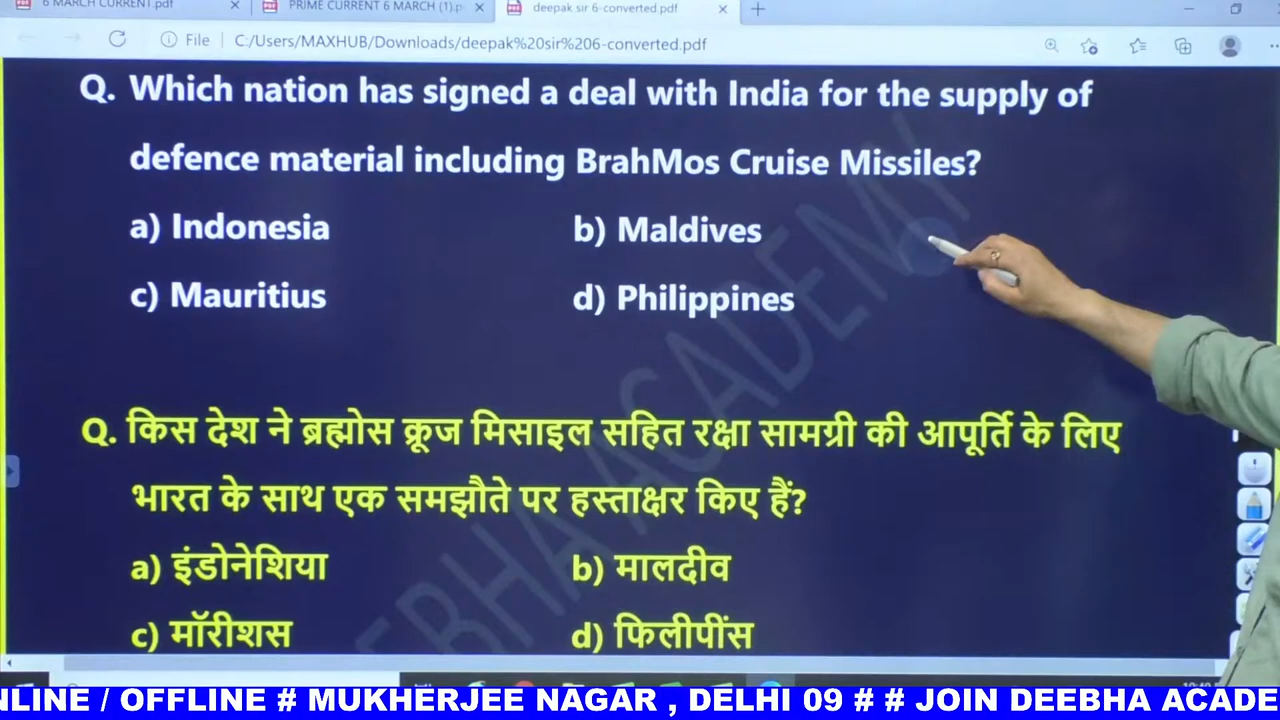 6 MARCH CURRENT.pdf
PRIME CURRENT 6 MARCH (1).p
deepak sir 6-converted.pdf
File C:/Users/MAXHUB/Downloads/deepak%20sir%206-converted.pdf
Q. Which nation has signed a deal with India for the supply of
defence material including BrahMos Cruise Missiles?
a) Indonesia b) Maldives
c) Mauritius d) Philippines
Q. किस देश ने ब्रह्मोस क्रूज मिसाइल सहित रक्षा सामग्री की आपूर्ति के लिए
भारत के साथ एक समझौते पर हस्ताक्षर किए हैं?
a) इंडोनेशिया b) मालदीव
c) मॉरीशस d) फिलीपींस
EEBHA ACADEMY
NLINE / OFFLINE # MUKHERJEE NAGAR , DELHI 09 # # JOIN DEEBHA ACADE